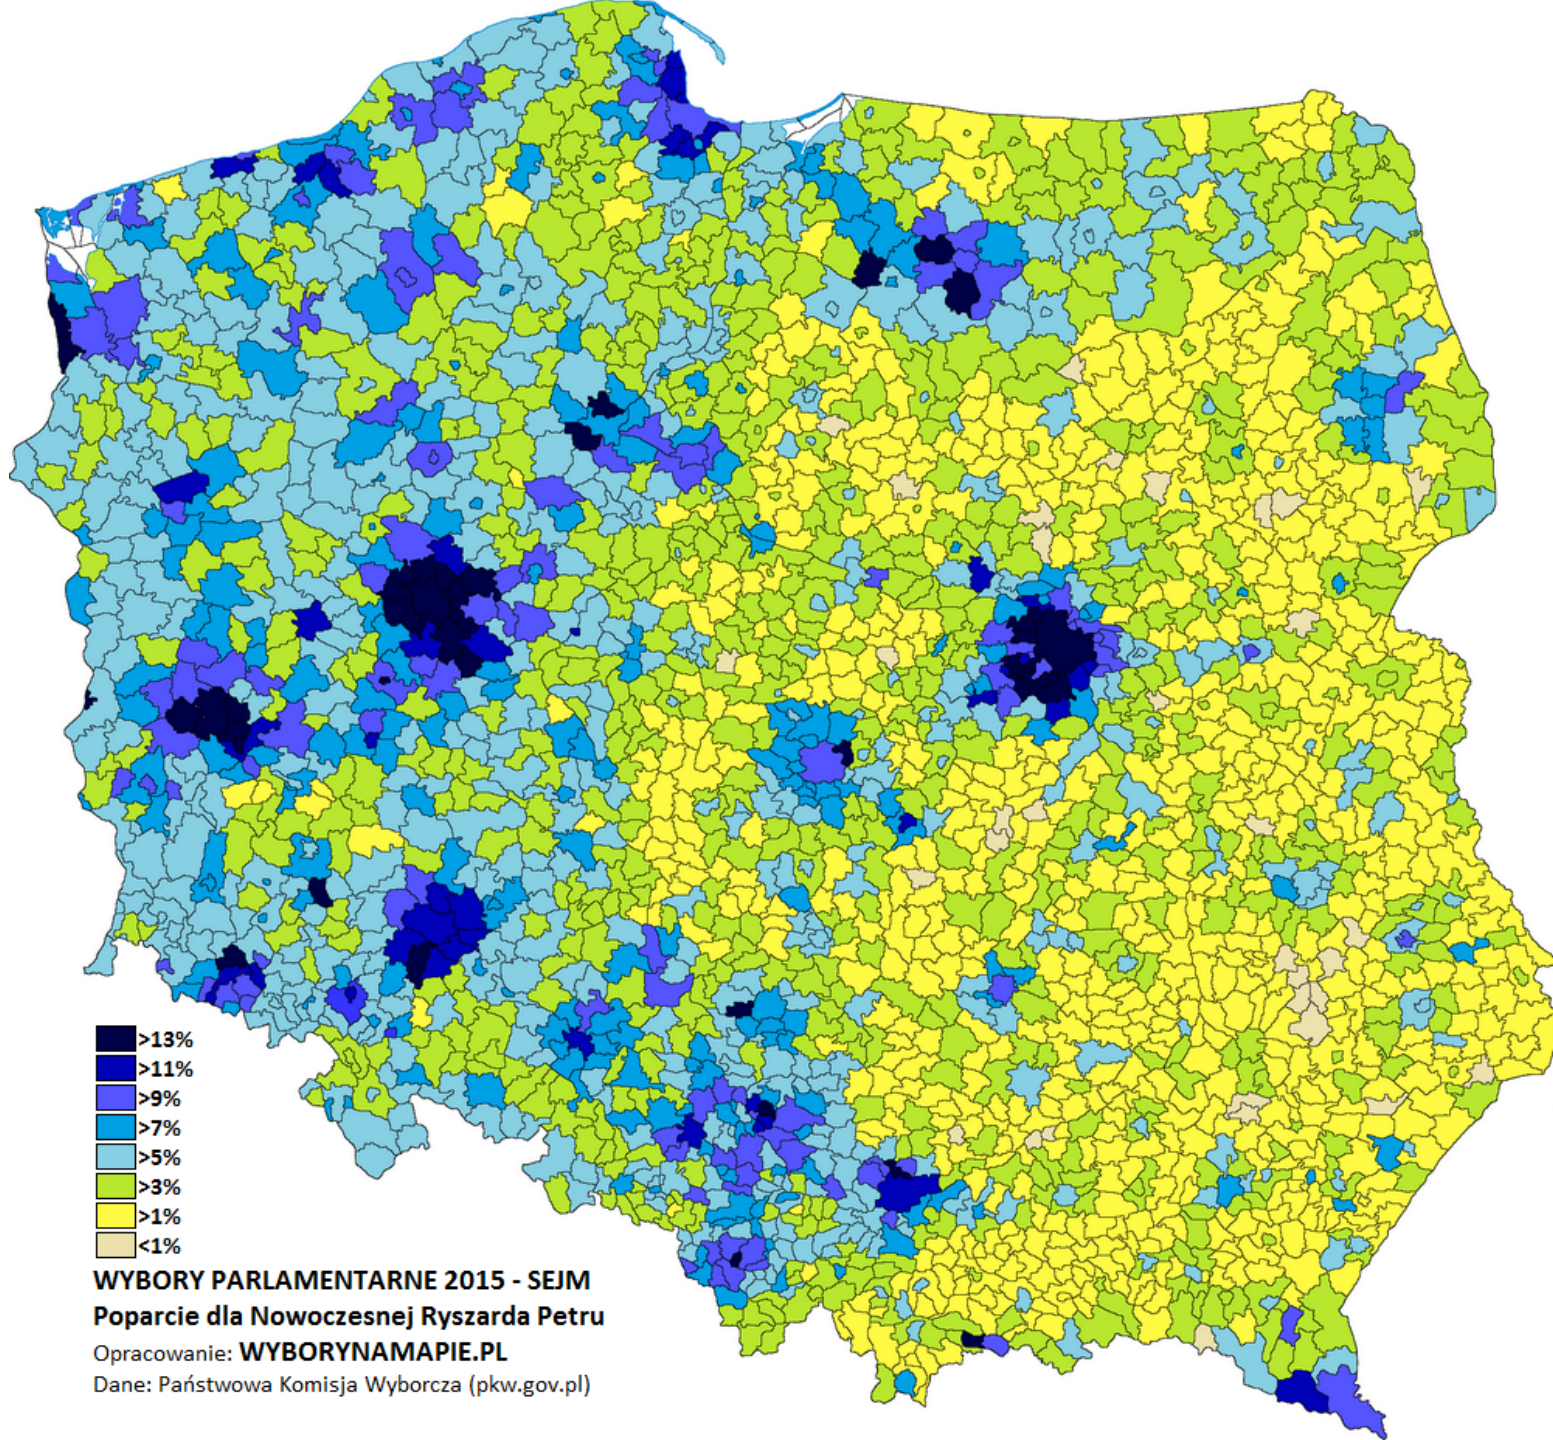 >13%
>11%
>9%
>7%
>5%
>3%
>1%
<1%
WYBORY PARLAMENTARNE 2015 - SEJM
Poparcie dla Nowoczesnej Ryszarda Petru
Opracowanie: WYBORYNAMAPIE.PL
Dane: Państwowa Komisja Wyborcza (pkw.gov.pl)